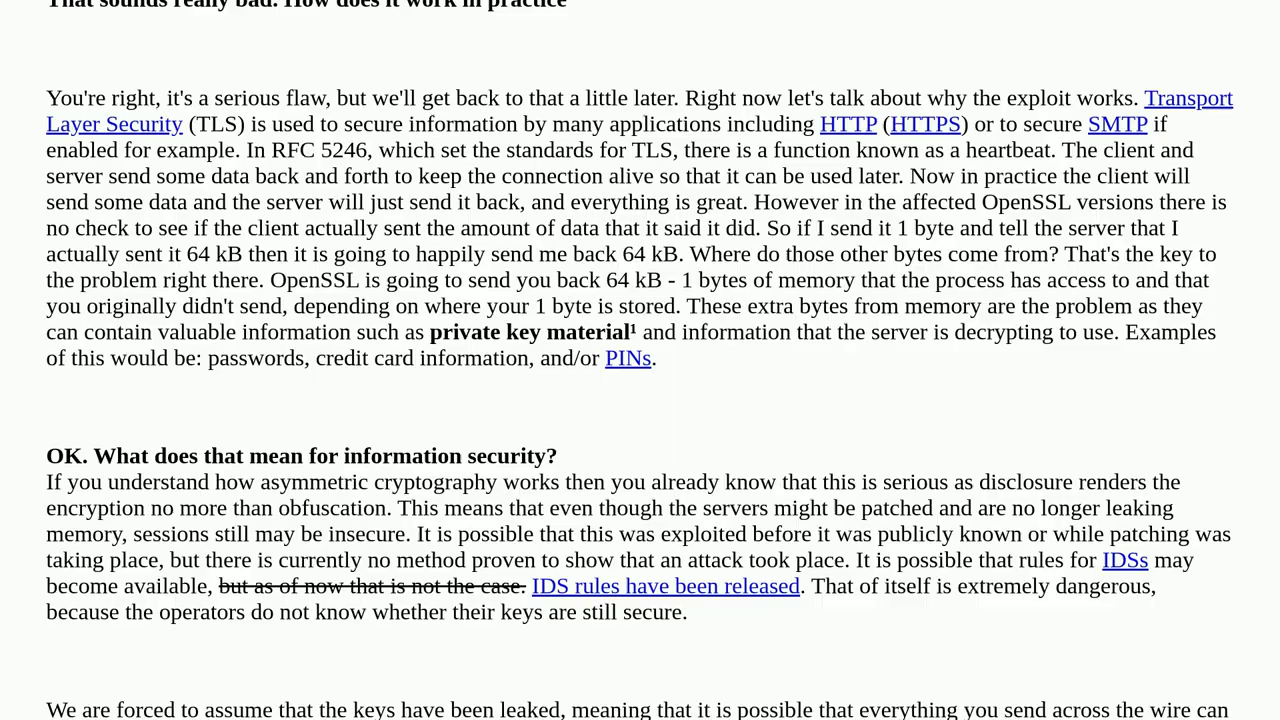 That sounds really bad. How does it work in practice
You're right, it's a serious flaw, but we'll get back to that a little later. Right now let's talk about why the exploit works. Transport
Layer Security (TLS) is used to secure information by many applications including HTTP (HTTPS) or to secure SMTP if
enabled for example. In RFC 5246, which set the standards for TLS, there is a function known as a heartbeat. The client and
server send some data back and forth to keep the connection alive so that it can be used later. Now in practice the client will
send some data and the server will just send it back, and everything is great. However in the affected OpenSSL versions there is
no check to see if the client actually sent the amount of data that it said it did. So if I send it 1 byte and tell the server that I
actually sent it 64 kB then it is going to happily send me back 64 kB. Where do those other bytes come from? That's the key to
the problem right there. OpenSSL is going to send you back 64 kB - 1 bytes of memory that the process has access to and that
you originally didn't send, depending on where your 1 byte is stored. These extra bytes from memory are the problem as they
can contain valuable information such as private key material¹ and information that the server is decrypting to use. Examples
of this would be: passwords, credit card information, and/or PINs.
OK. What does that mean for information security?
If you understand how asymmetric cryptography works then you already know that this is serious as disclosure renders the
encryption no more than obfuscation. This means that even though the servers might be patched and are no longer leaking
memory, sessions still may be insecure. It is possible that this was exploited before it was publicly known or while patching was
taking place, but there is currently no method proven to show that an attack took place. It is possible that rules for IDSs may
become available, but as of now that is not the case. IDS rules have been released. That of itself is extremely dangerous,
because the operators do not know whether their keys are still secure.
We are forced to assume that the keys have been leaked, meaning that it is possible that everything you send across the wire can